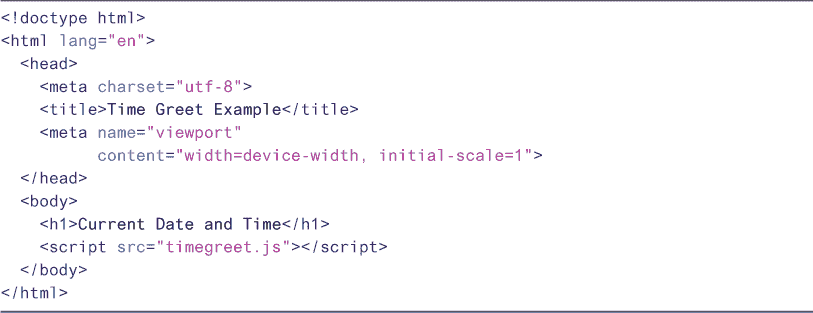 <!doctype html>
<html lang="en">
  <head>
    <meta charset="utf-8">
    <title>Time Greet Example</title>
    <meta name="viewport"
          content="width=device-width, initial-scale=1">
  </head>
  <body>
    <h1>Current Date and Time</h1>
    <script src="timegreet.js"></script>
  </body>
</html>